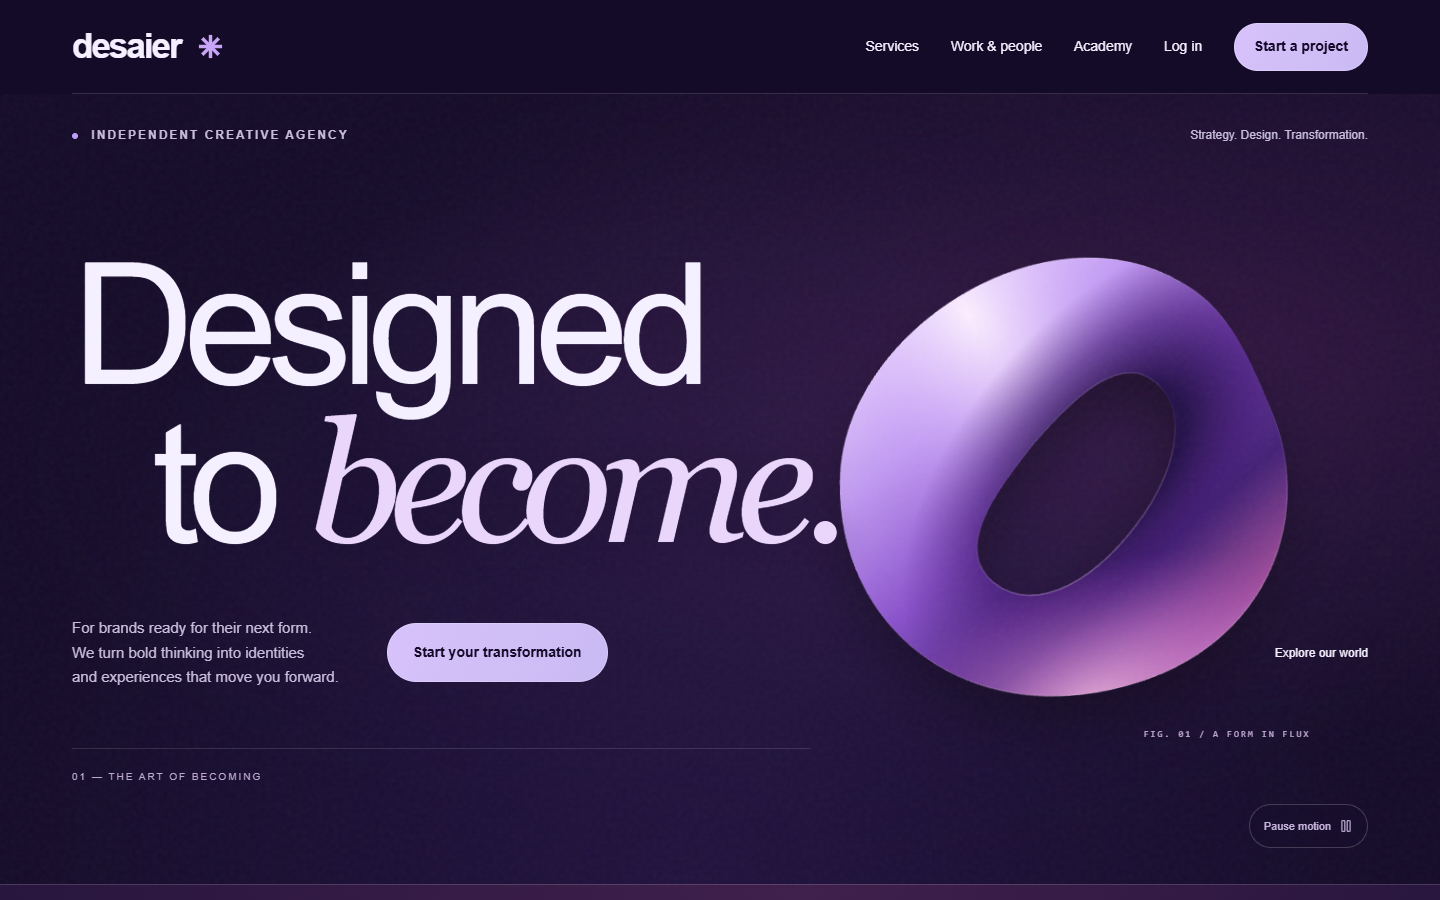 desaier
Services
Work & people
Academy
Log in
Start a project
INDEPENDENT CREATIVE AGENCY
Strategy. Design. Transformation.
Designed
to become.
For brands ready for their next form.
We turn bold thinking into identities
and experiences that move you forward.
Start your transformation
Explore our world
FIG. 01 / A FORM IN FLUX
01 — THE ART OF BECOMING
Pause motion